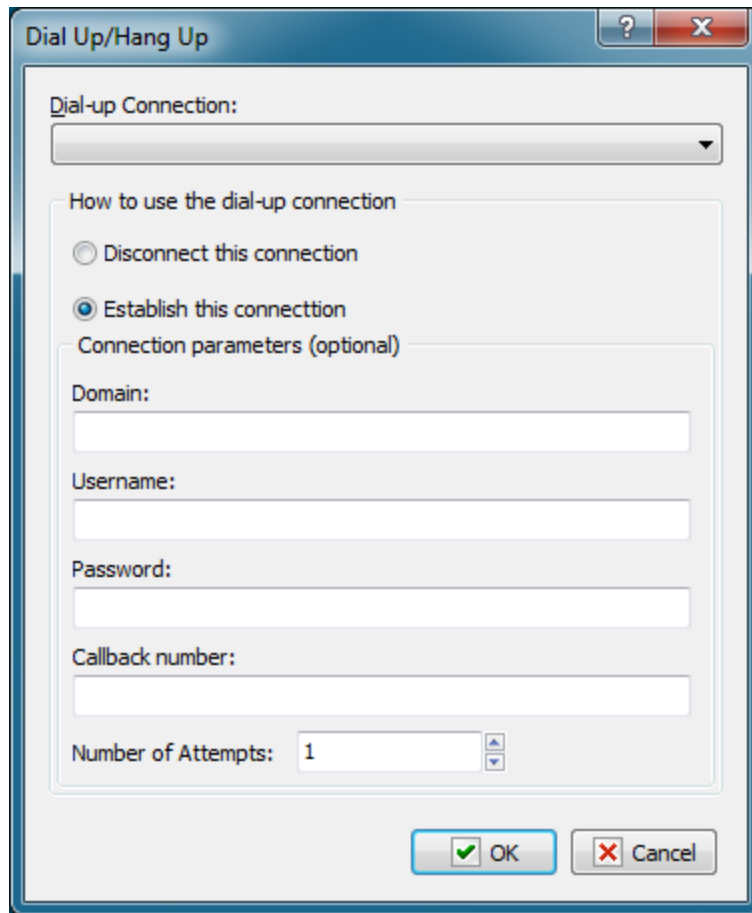 Dial Up/Hang Up
?
Dial-up Connection:
How to use the dial-up connection
Disconnect this connection
Establish this connecttion
Connection parameters (optional)
Domain:
Username:
Password:
Callback number:
Number of Attempts: 1
OK Cancel